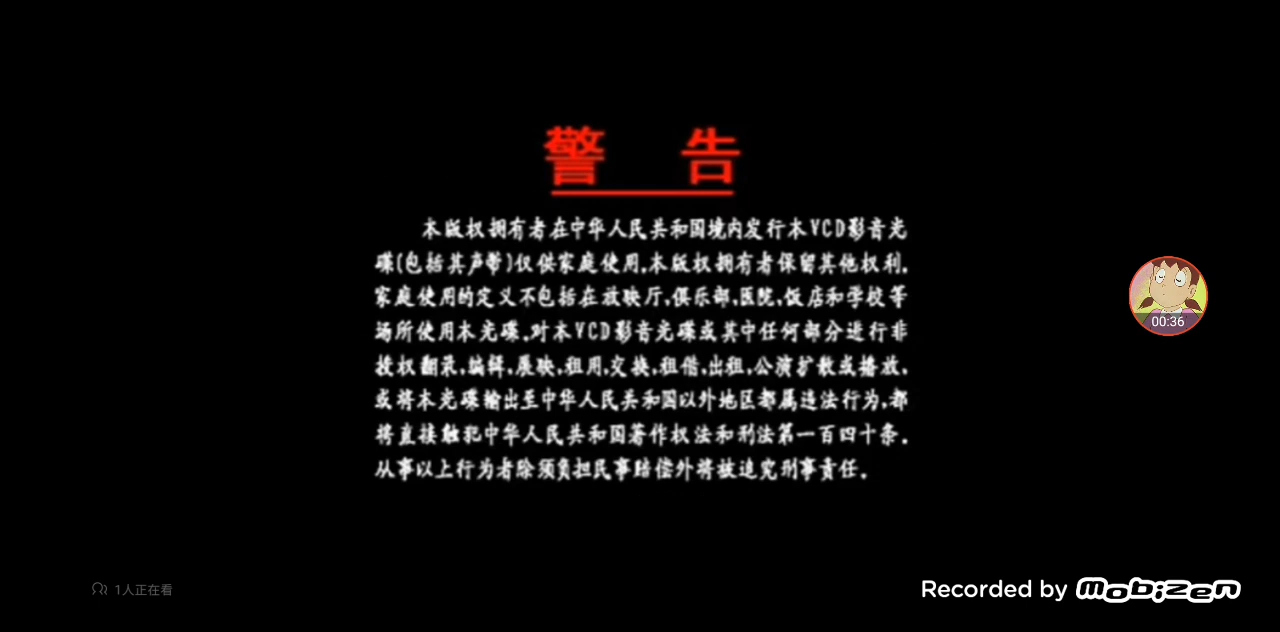 警 告
本版权拥有者在中华人民共和国境内发行本VCD影音光
碟(包括其声带)仅供家庭使用,本版权拥有者保留其他权利.
家庭使用的定义不包括在放映厅,俱乐部,医院,饭店和学校等
场所使用本光碟.对本VCD影音光碟或其中任何部分进行非
授权翻录,编辑,展映,租用,交换,租借,出租,公演扩散或播放,
或将本光碟输出至中华人民共和国以外地区都属违法行为,都
将直接触犯中华人民共和国著作权法和刑法第一百四十条.
从事以上行为者除须负担民事赔偿外将被追究刑事责任.
00:36
1人正在看
Recorded by mobizen